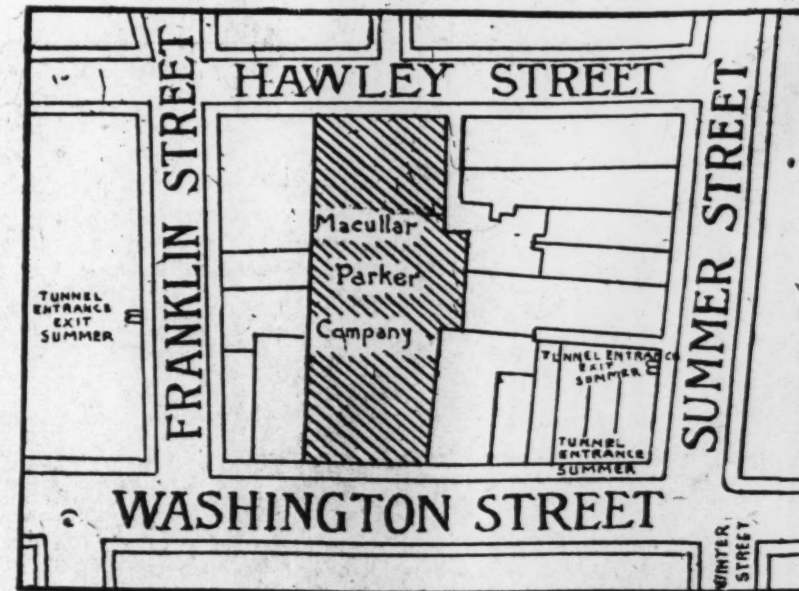 HAWLEY STREET
FRANKLIN STREET
SUMMER STREET
Macullar
Parker
Company
TUNNEL
ENTRANCE
EXIT
SUMMER
TUNNEL ENTRANCE
EXIT
SUMMER
TUNNEL
ENTRANCE
SUMMER
WASHINGTON STREET
WINTER
STREET